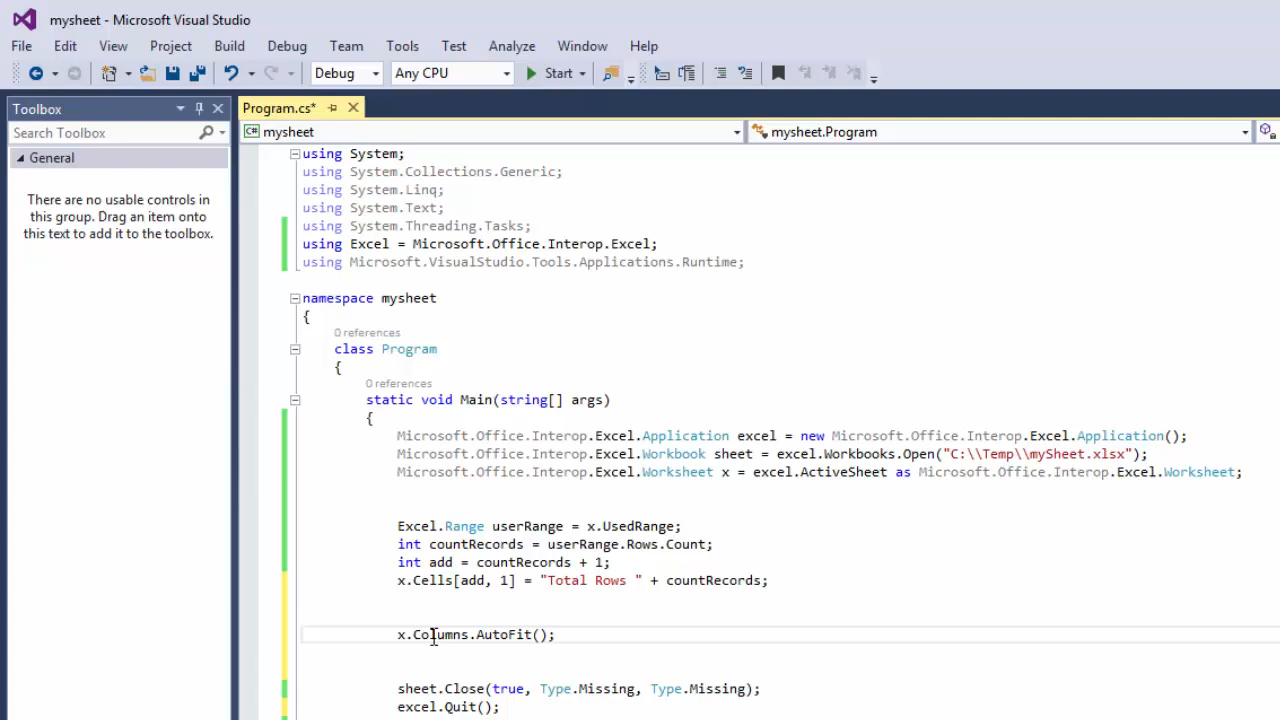 mysheet - Microsoft Visual Studio
File Edit View Project Build Debug Team Tools Test Analyze Window Help
Debug Any CPU Start
Toolbox
Search Toolbox
General
There are no usable controls in
this group. Drag an item onto
this text to add it to the toolbox.
Program.cs*
C# mysheet mysheet.Program
using System;
using System.Collections.Generic;
using System.Linq;
using System.Text;
using System.Threading.Tasks;
using Excel = Microsoft.Office.Interop.Excel;
using Microsoft.VisualStudio.Tools.Applications.Runtime;
namespace mysheet
{
0 references
class Program
{
0 references
static void Main(string[] args)
{
Microsoft.Office.Interop.Excel.Application excel = new Microsoft.Office.Interop.Excel.Application();
Microsoft.Office.Interop.Excel.Workbook sheet = excel.Workbooks.Open("C:\\Temp\\mySheet.xlsx");
Microsoft.Office.Interop.Excel.Worksheet x = excel.ActiveSheet as Microsoft.Office.Interop.Excel.Worksheet;
Excel.Range userRange = x.UsedRange;
int countRecords = userRange.Rows.Count;
int add = countRecords + 1;
x.Cells[add, 1] = "Total Rows " + countRecords;
x.Columns.AutoFit();
sheet.Close(true, Type.Missing, Type.Missing);
excel.Quit();